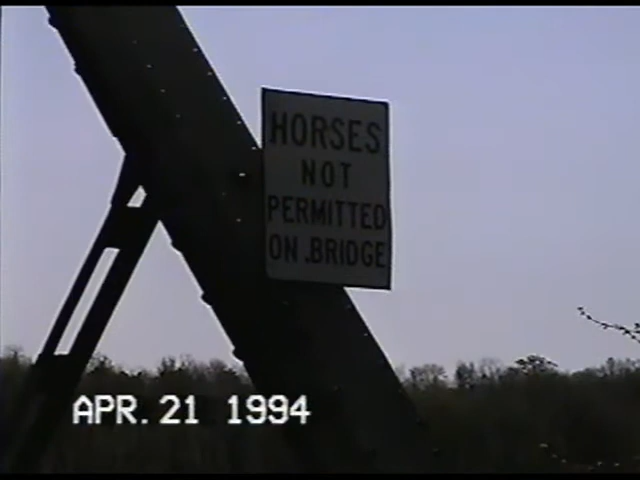 HORSES
NOT
PERMITTED
ON BRIDGE
APR. 21 1994